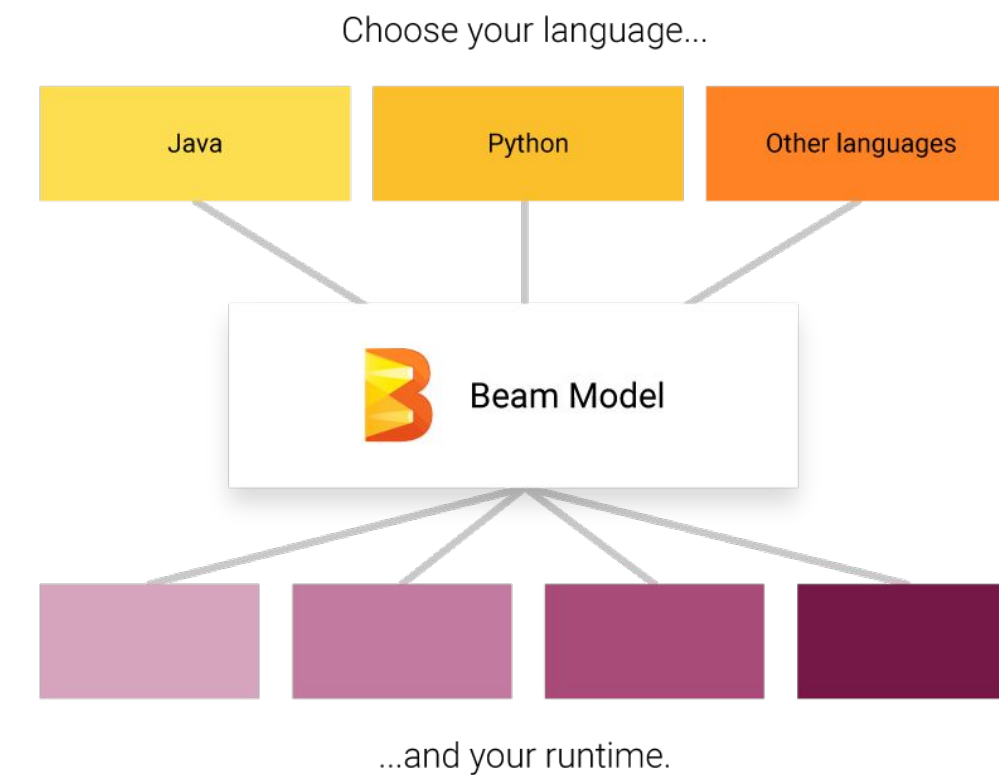 Choose your language...
Java
Python
Other languages
Beam Model
...and your runtime.